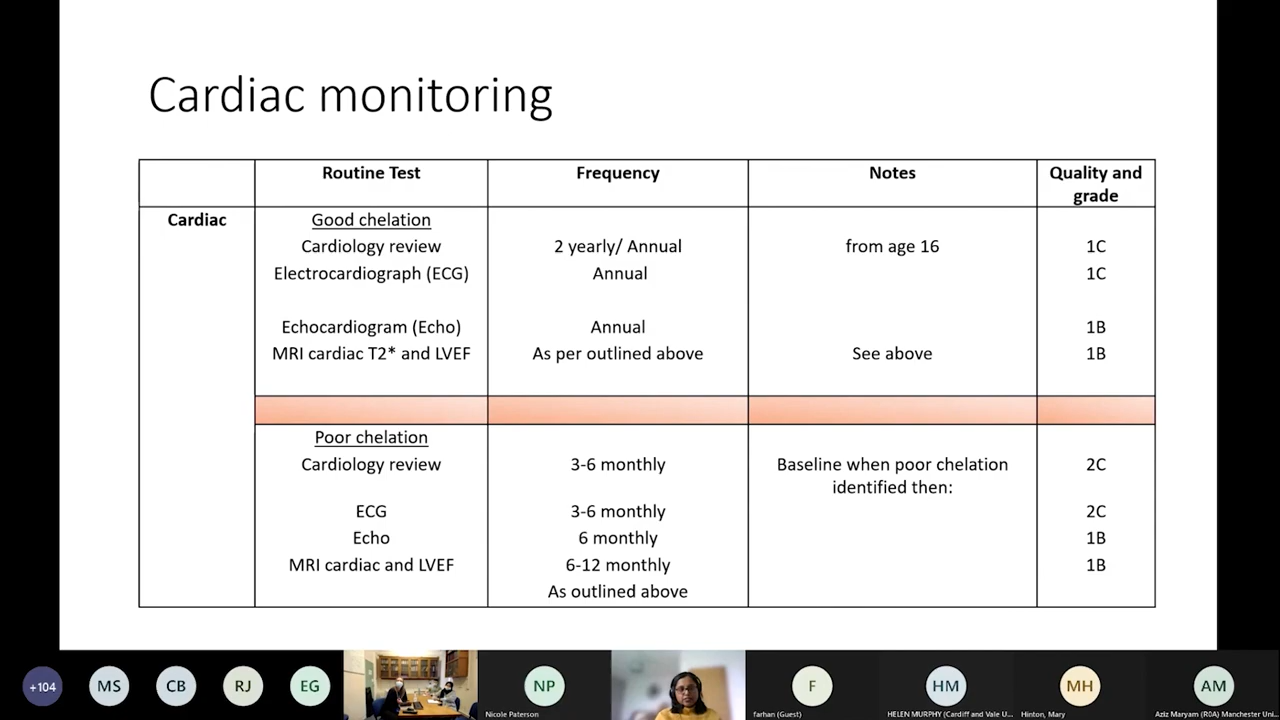 Cardiac monitoring
Routine Test Frequency Notes Quality and grade
Cardiac Good chelation
Cardiology review 2 yearly/ Annual from age 16 1C
Electrocardiograph (ECG) Annual 1C
Echocardiogram (Echo) Annual 1B
MRI cardiac T2* and LVEF As per outlined above See above 1B
Poor chelation
Cardiology review 3-6 monthly Baseline when poor chelation identified then: 2C
ECG 3-6 monthly 2C
Echo 6 monthly 1B
MRI cardiac and LVEF 6-12 monthly 1B
As outlined above
+104 MS CB RJ EG NP F HM MH AM
Nicole Paterson farhan (Guest) HELEN MURPHY (Cardiff and Vale U... Hinton, Mary Aziz Maryam (R0A) Manchester Uni...